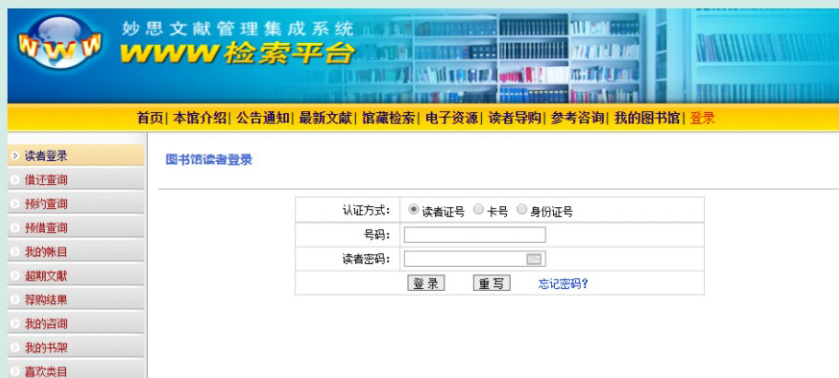 WWW
妙思文献管理集成系统
WWW检索平台
首页| 本馆介绍| 公告通知| 最新文献| 馆藏检索| 电子资源| 读者导购| 参考咨询| 我的图书馆| 登录
读者登录
借还查询
预约查询
预借查询
我的帐目
超期文献
荐购结果
我的咨询
我的书架
喜欢类目
图书馆读者登录
认证方式: 读者证号 卡号 身份证号
号码:
读者密码:
登录 重写 忘记密码?